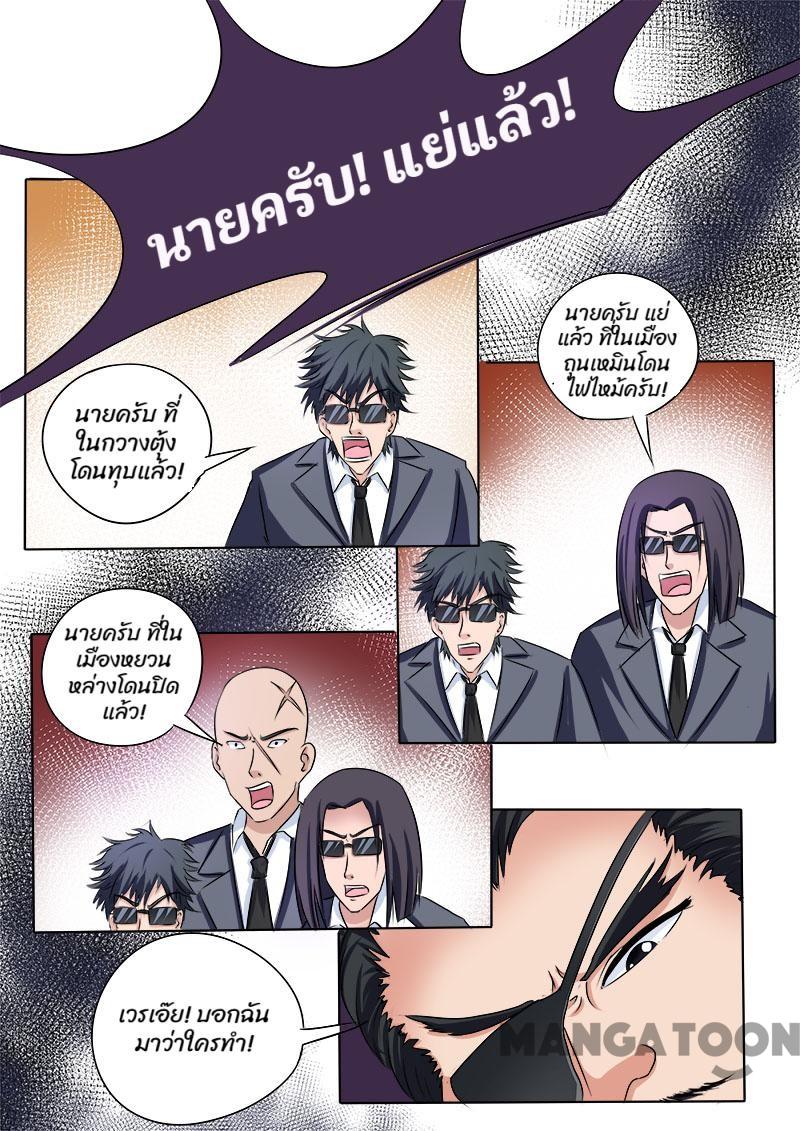 นายครับ! แย่แล้ว!
นายครับ ที่
ในกวางตุ้ง
โดนทุบแล้ว!
นายครับ แย่
แล้ว ที่ในเมือง
ถุนเหมินโดน
ไฟไหม้ครับ!
นายครับ ที่ใน
เมืองหยวน
หล่างโดนปิด
แล้ว!
เวรเอ๊ย! บอกฉัน
มาว่าใครทำ!
MANGATOON